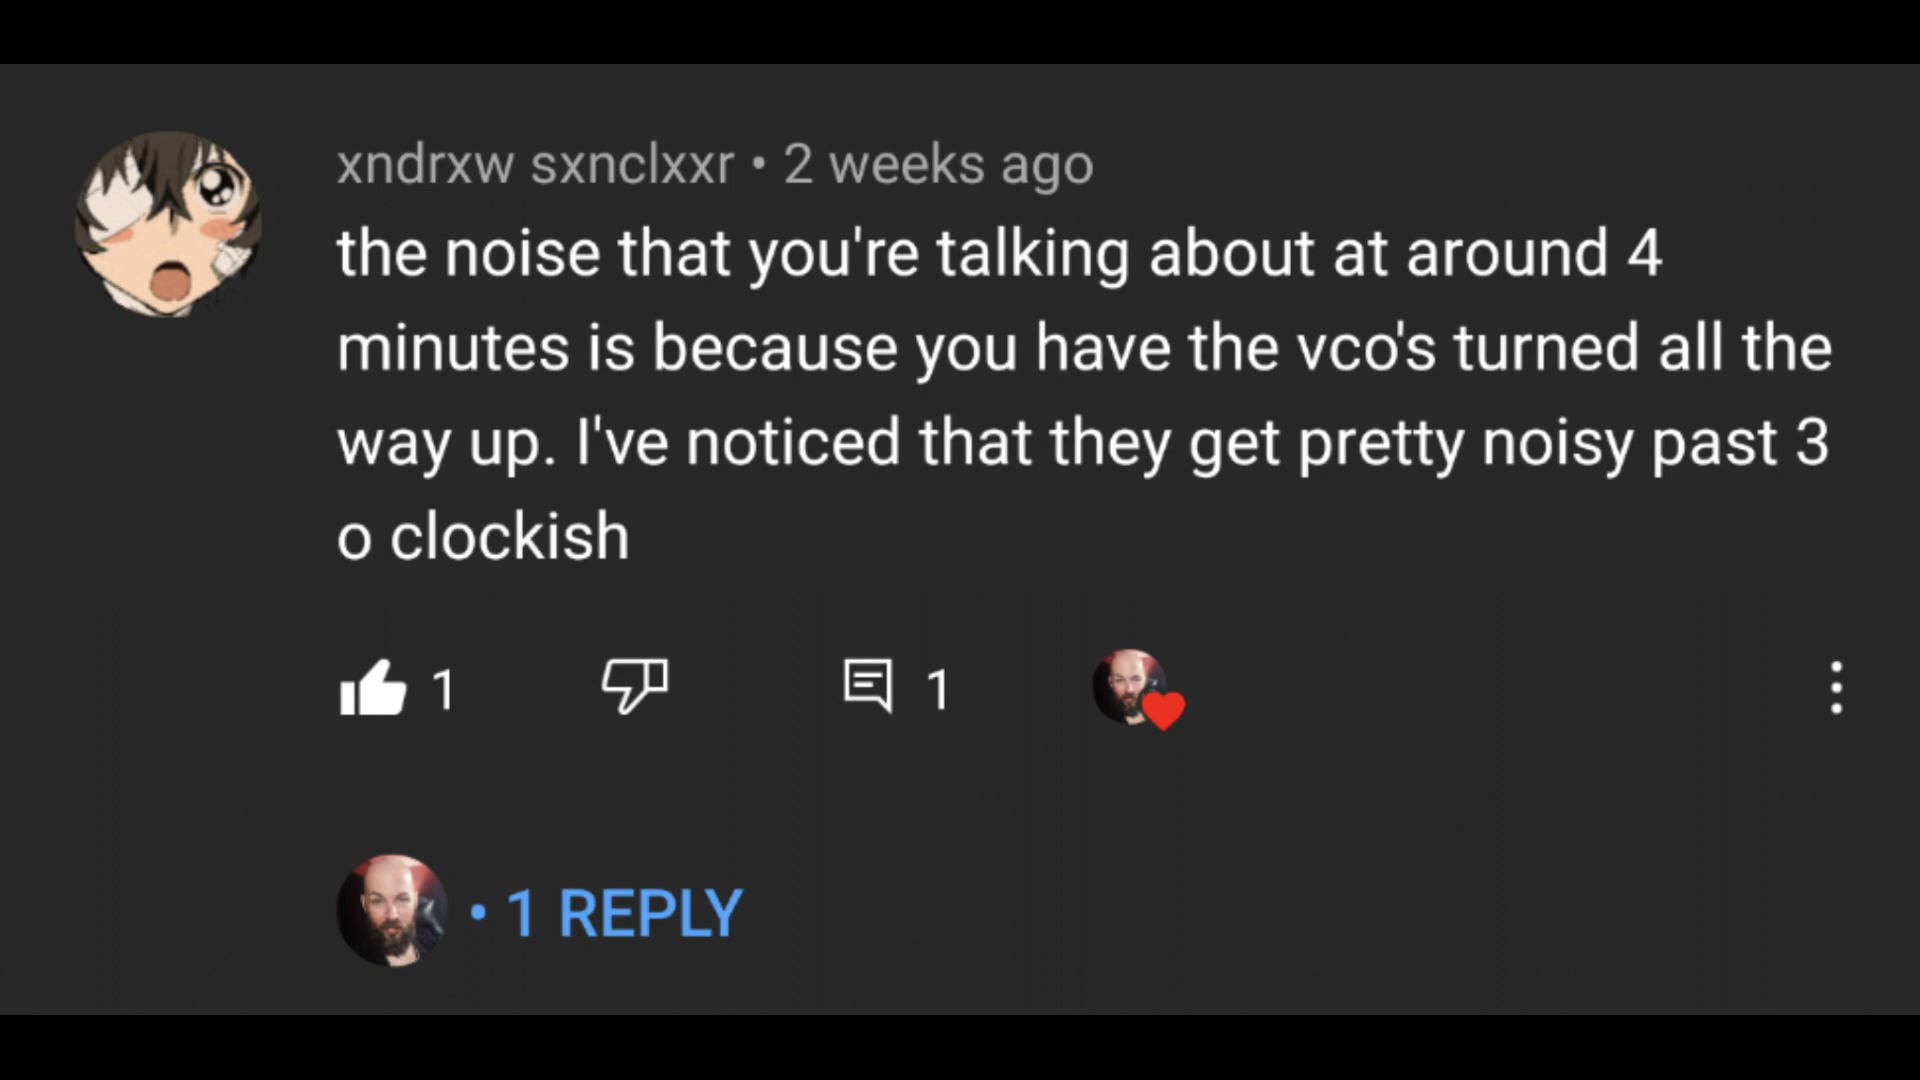 xndrxw sxnclxxr • 2 weeks ago
the noise that you're talking about at around 4
minutes is because you have the vco's turned all the
way up. I've noticed that they get pretty noisy past 3
o clockish
1 1
• 1 REPLY